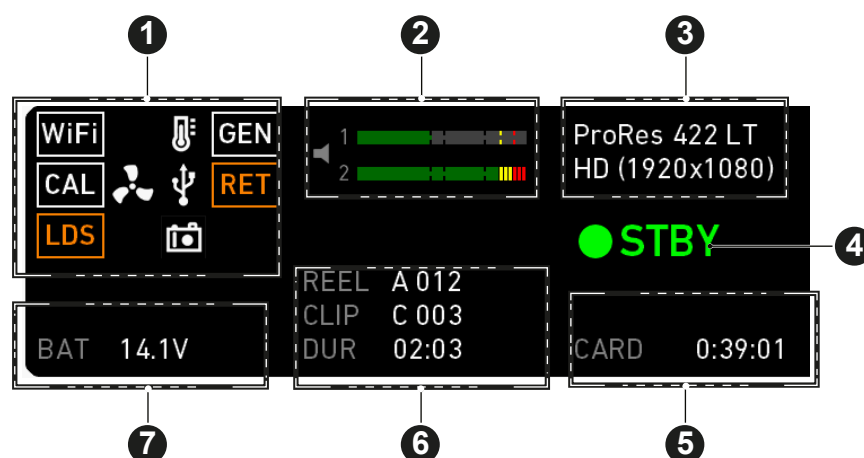 1 2 3
WiFi GEN
CAL RET
LDS
1
2
ProRes 422 LT
HD (1920x1080)
STBY
4
REEL A 012
CLIP C 003
DUR 02:03
BAT 14.1V
CARD 0:39:01
7 6 5